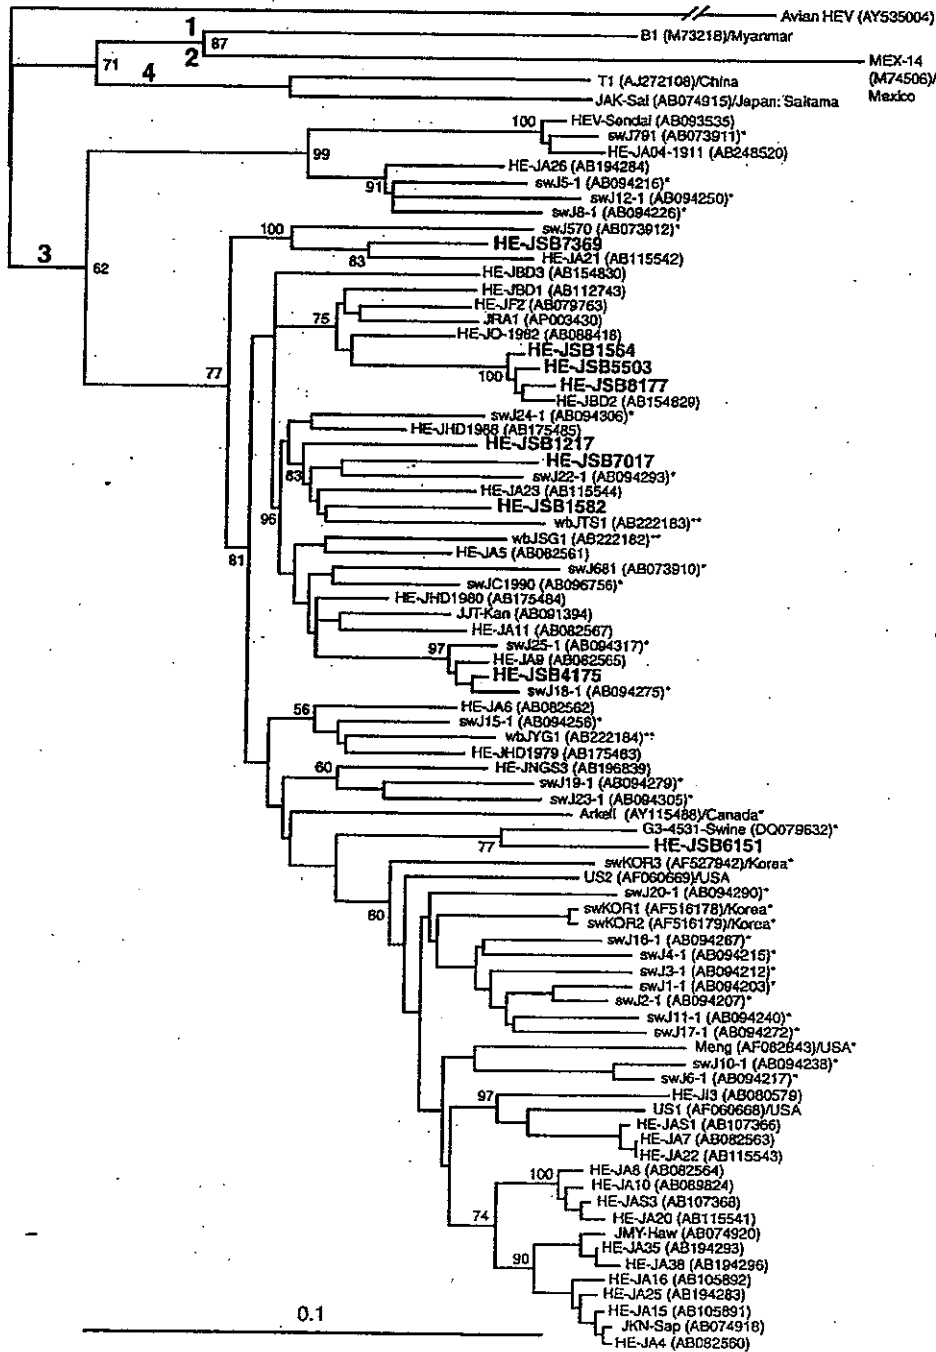 Avian HEV (AY535004)
1
B1 (M73218)/Myanmar
87
2
MEX-14
(M74506)/
Mexico
71
4
T1 (AJ272108)/China
JAK-Sai (AB074915)/Japan: Saitama
HEV-Sendai (AB093535)
100
swJ791 (AB073911)*
HE-JA04-1911 (AB248520)
99
HE-JA26 (AB194284)
91
swJ5-1 (AB094216)*
swJ12-1 (AB094250)*
swJ8-1 (AB094226)*
swJ570 (AB073912)*
100
HE-JSB7369
3
83
HE-JA21 (AB115542)
62
HE-JBD3 (AB154830)
HE-JBD1 (AB112743)
HE-JF2 (AB079763)
75
JRA1 (AP003430)
HE-JO-1982 (AB088418)
HE-JSB1564
HE-JSB5503
77
100
HE-JSB8177
HE-JBD2 (AB154829)
swJ24-1 (AB094306)*
HE-JHD1988 (AB175485)
HE-JSB1217
HE-JSB7017
83
swJ22-1 (AB094293)*
HE-JA23 (AB115544)
HE-JSB1582
96
wbJTS1 (AB222183)**
wbJSG1 (AB222182)**
81
HE-JA5 (AB082561)
swJ681 (AB073910)*
swJC1990 (AB096756)*
HE-JHD1980 (AB175484)
JJT-Kan (AB091394)
HE-JA11 (AB082567)
97
swJ25-1 (AB094317)*
HE-JA9 (AB082565)
HE-JSB4175
swJ18-1 (AB094275)*
56
HE-JA6 (AB082562)
swJ15-1 (AB094258)*
wbJYG1 (AB222184)**
HE-JHD1979 (AB175483)
60
HE-JNGS3 (AB196839)
swJ19-1 (AB094279)*
swJ23-1 (AB094305)*
Arkell (AY115488)/Canada*
G3-4531-Swine (DQ079632)*
77
HE-JSB6151
swKOR3 (AF527942)/Korea*
US2 (AF060669)/USA
swJ20-1 (AB094290)*
60
swKOR1 (AF516178)/Korea*
swKOR2 (AF516179)/Korea*
swJ16-1 (AB094267)*
swJ4-1 (AB094215)*
swJ3-1 (AB094212)*
swJ1-1 (AB094203)*
swJ2-1 (AB094207)*
swJ11-1 (AB094240)*
swJ17-1 (AB094272)*
Meng (AF082843)/USA*
swJ10-1 (AB094238)*
swJ6-1 (AB094217)*
97
HE-JI3 (AB080579)
US1 (AF060668)/USA
HE-JAS1 (AB107366)
HE-JA7 (AB082563)
HE-JA22 (AB115543)
100
HE-JA8 (AB082564)
HE-JA10 (AB089824)
HE-JAS3 (AB107368)
74
HE-JA20 (AB115541)
JMY-Haw (AB074920)
HE-JA35 (AB194293)
90
HE-JA38 (AB194296)
HE-JA16 (AB105892)
HE-JA25 (AB194283)
HE-JA15 (AB105891)
0.1
JKN-Sap (AB074918)
HE-JA4 (AB082560)